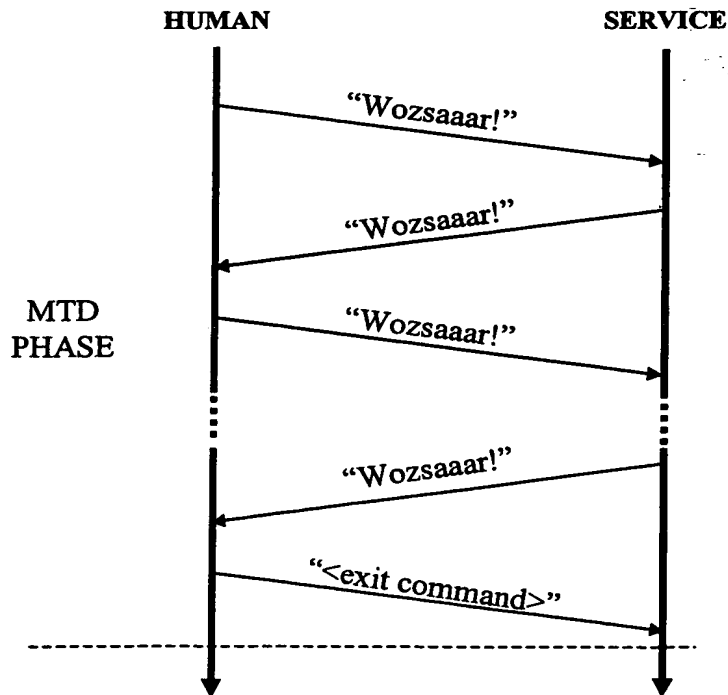 HUMAN SERVICE
“Wozsaaar!”
“Wozsaaar!”
MTD
PHASE
“Wozsaaar!”
“Wozsaaar!”
“<exit command>”